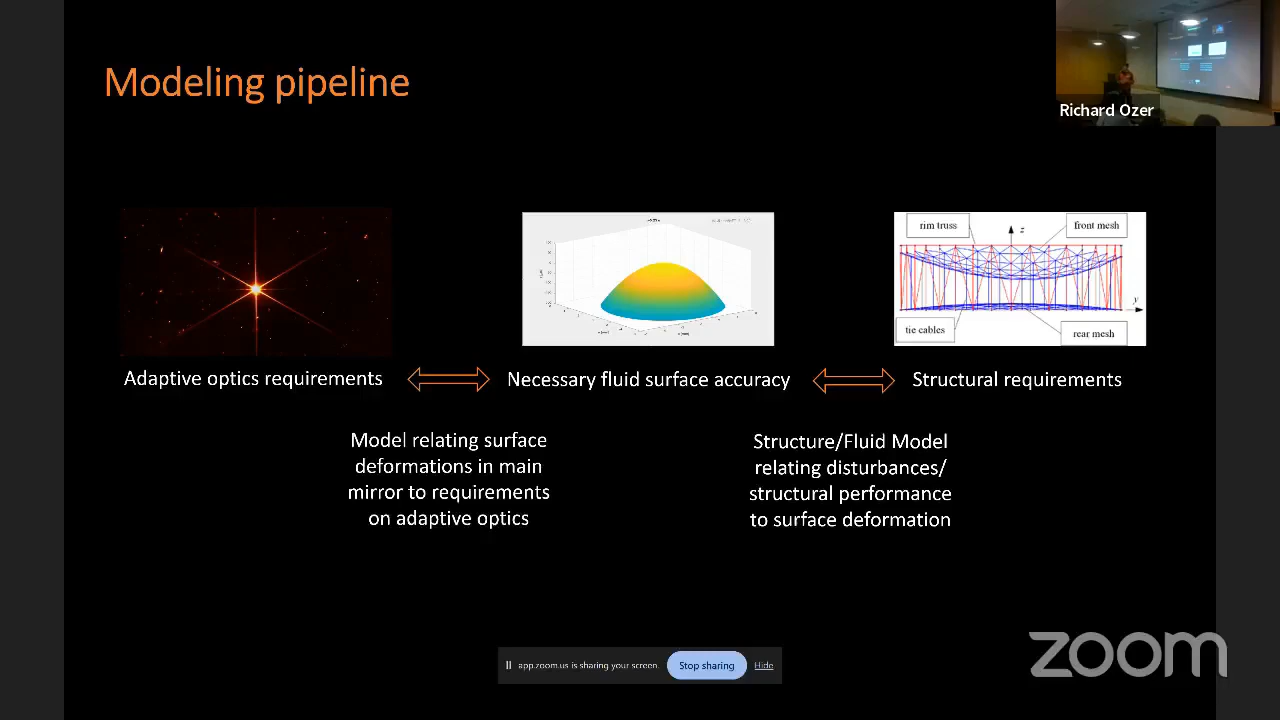 Modeling pipeline
Richard Ozer
rim truss
z
front mesh
y
tie cables
rear mesh
Adaptive optics requirements
Necessary fluid surface accuracy
Structural requirements
Model relating surface
deformations in main
mirror to requirements
on adaptive optics
Structure/Fluid Model
relating disturbances/
structural performance
to surface deformation
app.zoom.us is sharing your screen.
Stop sharing
Hide
zoom